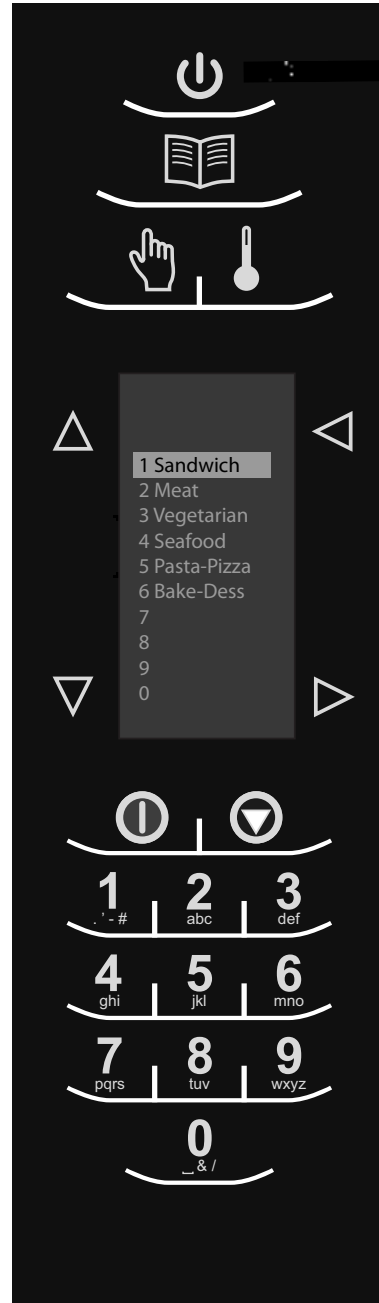 1 Sandwich
2 Meat
3 Vegetarian
4 Seafood
5 Pasta-Pizza
6 Bake-Dess
7
8
9
0
1 2 3
. ' - # abc def
4 5 6
ghi jkl mno
7 8 9
pqrs tuv wxyz
0
⎵ & /